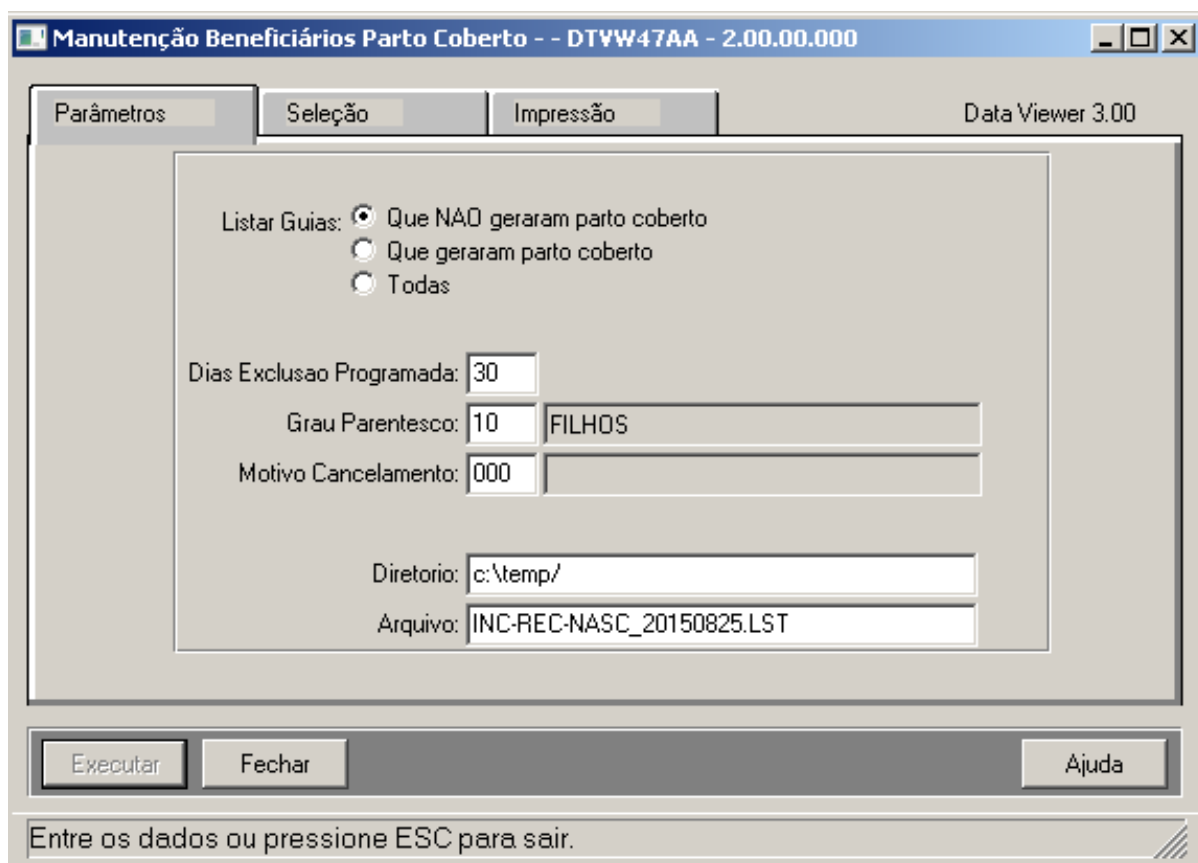 Manutenção Beneficiários Parto Coberto - - DTVW47AA - 2.00.00.000
Parâmetros Seleção Impressão Data Viewer 3.00
Listar Guias: Que NAO geraram parto coberto
Que geraram parto coberto
Todas
Dias Exclusao Programada: 30
Grau Parentesco: 10 FILHOS
Motivo Cancelamento: 000
Diretorio: c:\temp/
Arquivo: INC-REC-NASC_20150825.LST
Executar Fechar Ajuda
Entre os dados ou pressione ESC para sair.